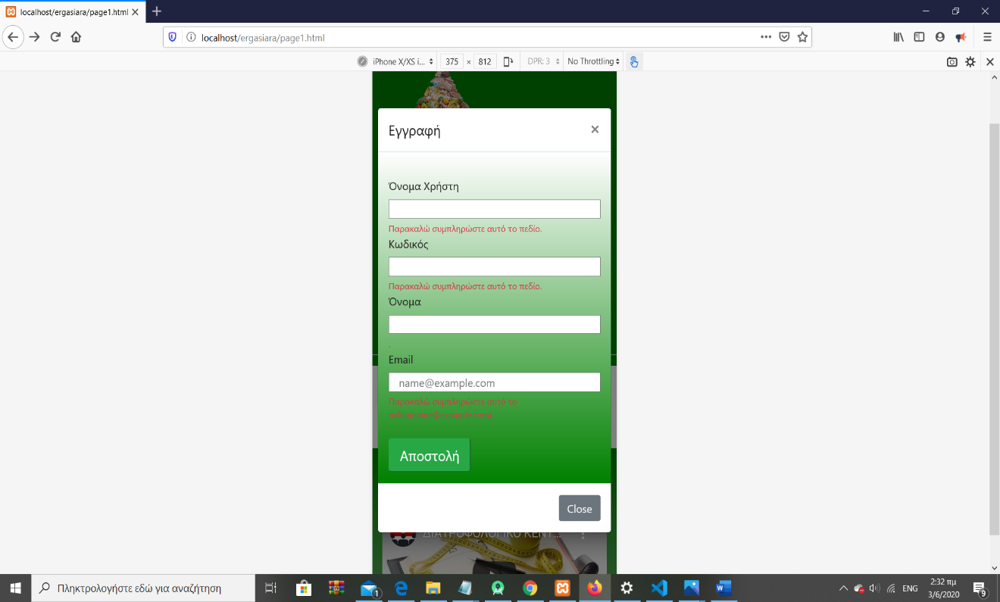 localhost/ergasiara/page1.html
localhost/ergasiara/page1.html
iPhone X/XS i... 375 × 812 DPR: 3 No Throttling
Εγγραφή ×
Όνομα Χρήστη
Παρακαλώ συμπληρώστε αυτό το πεδίο.
Κωδικός
Παρακαλώ συμπληρώστε αυτό το πεδίο.
Όνομα
.
Email
name@example.com
Παρακαλώ συμπληρώστε αυτό το
Αποστολή
Close
ΔΙΑΤΡΟΦΟΛΟΓΙΚΟ ΚΕΝΤ...
Πληκτρολογήστε εδώ για αναζήτηση
1
ENG
2:32 πμ
3/6/2020
9